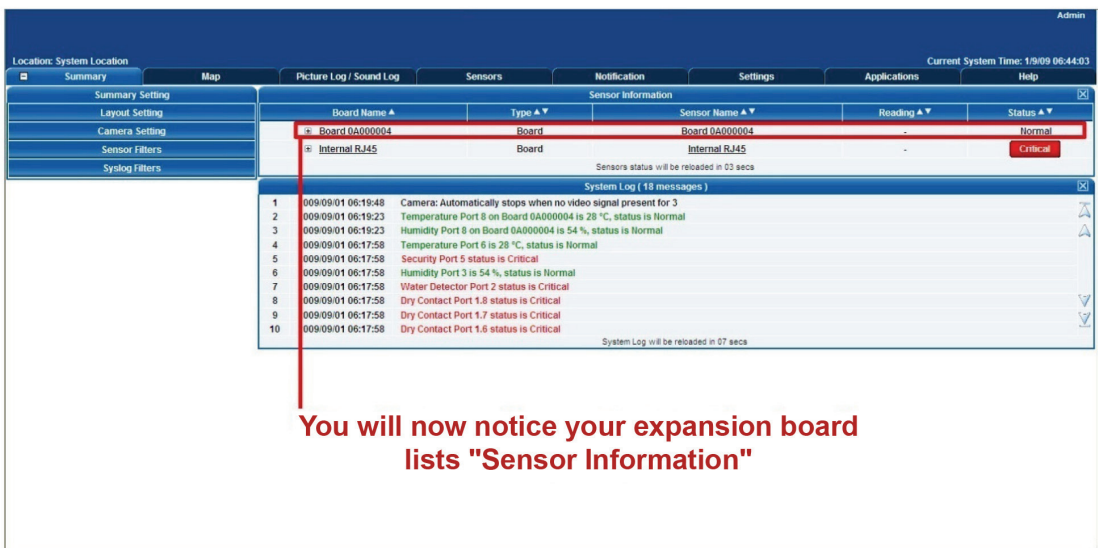 Admin
Location: System Location
Current System Time: 1/9/09 06:44:03
Summary Map Picture Log / Sound Log Sensors Notification Settings Applications Help
Summary Setting
Layout Setting
Camera Setting
Sensor Filters
Syslog Filters
Sensor Information
Board Name Type Sensor Name Reading Status
Board 0A000004 Board Board 0A000004 - Normal
Internal RJ45 Board Internal RJ45 - Critical
Sensors status will be reloaded in 03 secs
System Log ( 18 messages )
1 009/09/01 06:19:48 Camera: Automatically stops when no video signal present for 3
2 009/09/01 06:19:23 Temperature Port 8 on Board 0A000004 is 28 °C, status is Normal
3 009/09/01 06:19:23 Humidity Port 8 on Board 0A000004 is 54 %, status is Normal
4 009/09/01 06:17:58 Temperature Port 6 is 28 °C, status is Normal
5 009/09/01 06:17:58 Security Port 5 status is Critical
6 009/09/01 06:17:58 Humidity Port 3 is 54 %, status is Normal
7 009/09/01 06:17:58 Water Detector Port 2 status is Critical
8 009/09/01 06:17:58 Dry Contact Port 1.8 status is Critical
9 009/09/01 06:17:58 Dry Contact Port 1.7 status is Critical
10 009/09/01 06:17:58 Dry Contact Port 1.6 status is Critical
System Log will be reloaded in 07 secs
You will now notice your expansion board
lists "Sensor Information"